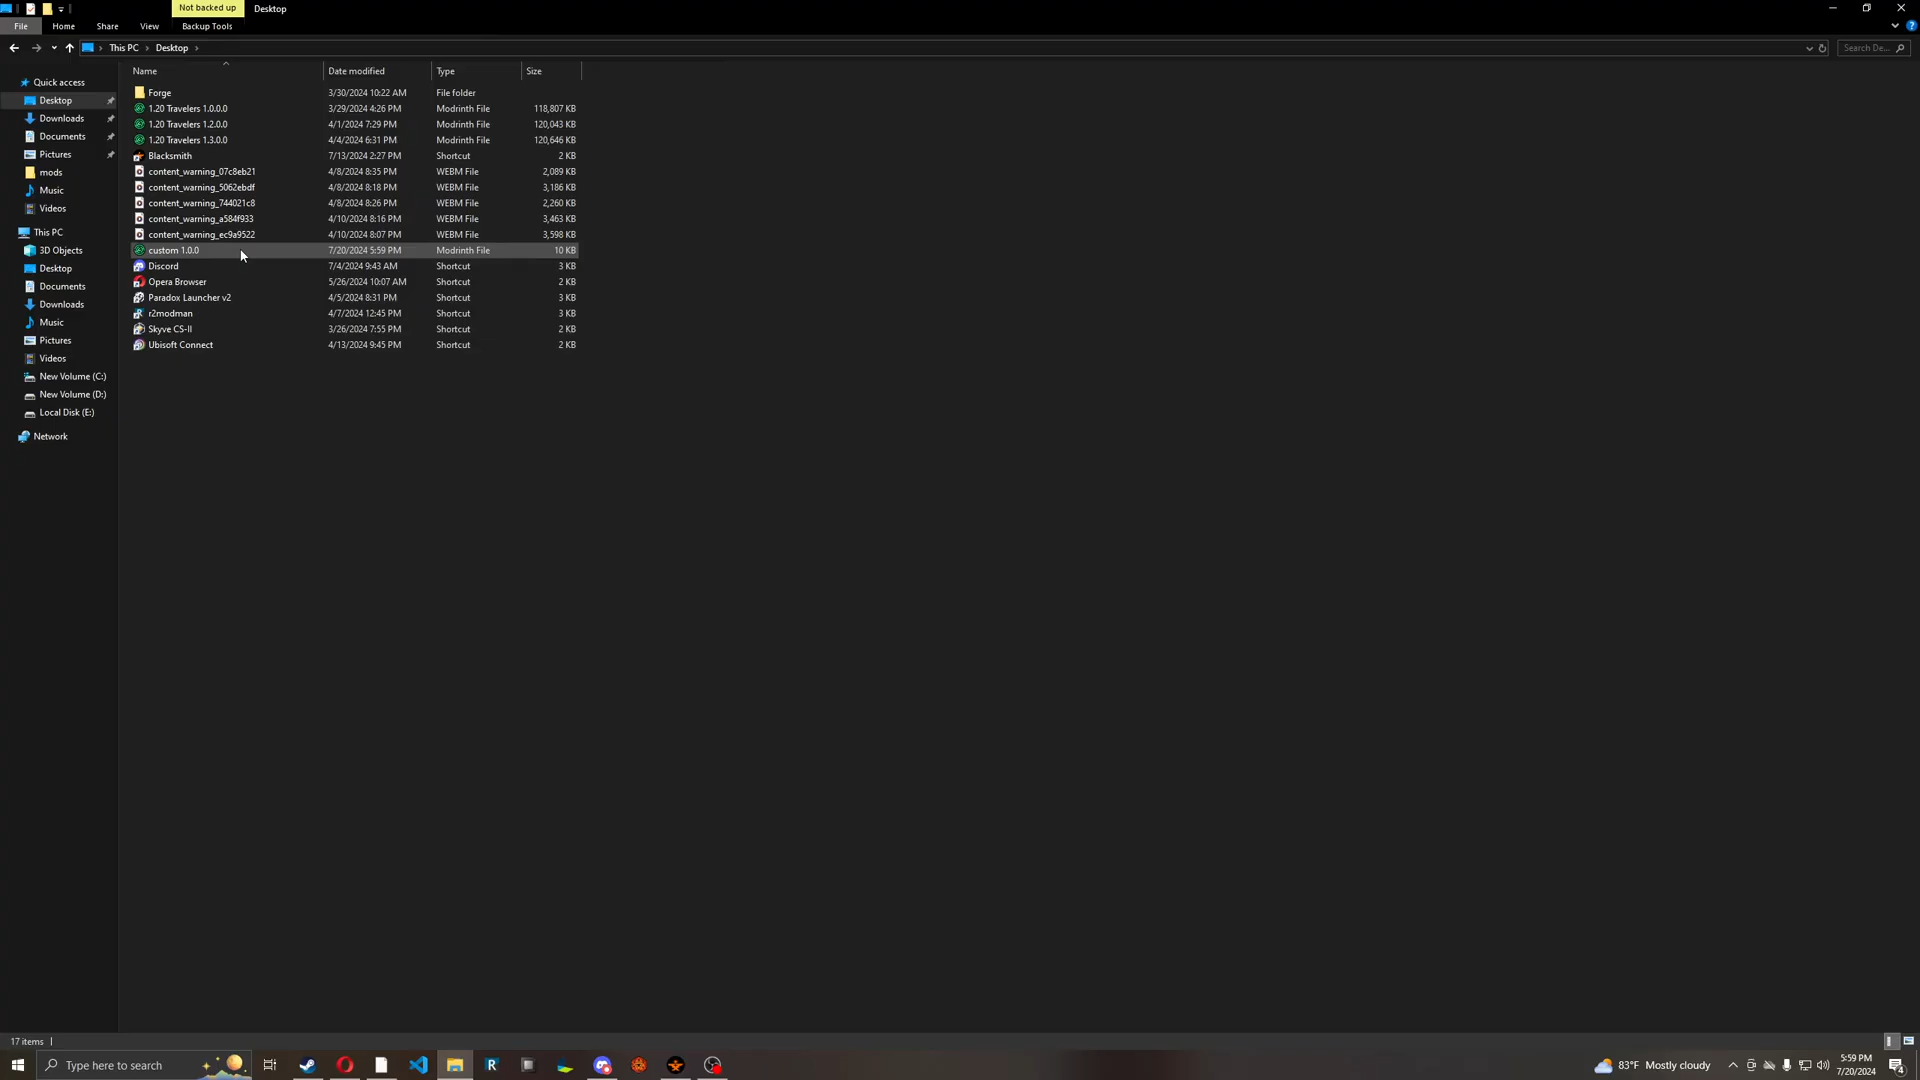 Not backed up Desktop
File Home Share View Backup Tools
This PC Desktop Search De...
Name Date modified Type Size
Quick access
Desktop
Downloads
Documents
Pictures
mods
Music
Videos
This PC
3D Objects
Desktop
Documents
Downloads
Music
Pictures
Videos
New Volume (C:)
New Volume (D:)
Local Disk (E:)
Network
Forge 3/30/2024 10:22 AM File folder
1.20 Travelers 1.0.0.0 3/29/2024 4:26 PM Modrinth File 118,807 KB
1.20 Travelers 1.2.0.0 4/1/2024 7:29 PM Modrinth File 120,043 KB
1.20 Travelers 1.3.0.0 4/4/2024 6:31 PM Modrinth File 120,646 KB
Blacksmith 7/13/2024 2:27 PM Shortcut 2 KB
content_warning_07c8eb21 4/8/2024 8:35 PM WEBM File 2,089 KB
content_warning_5062ebdf 4/8/2024 8:18 PM WEBM File 3,186 KB
content_warning_744021c8 4/8/2024 8:26 PM WEBM File 2,260 KB
content_warning_a584f933 4/10/2024 8:16 PM WEBM File 3,463 KB
content_warning_ec9a9522 4/10/2024 8:07 PM WEBM File 3,598 KB
custom 1.0.0 7/20/2024 5:59 PM Modrinth File 10 KB
Discord 7/4/2024 9:43 AM Shortcut 3 KB
Opera Browser 5/26/2024 10:07 AM Shortcut 2 KB
Paradox Launcher v2 4/5/2024 8:31 PM Shortcut 3 KB
r2modman 4/7/2024 12:45 PM Shortcut 3 KB
Skyve CS-II 3/26/2024 7:55 PM Shortcut 2 KB
Ubisoft Connect 4/13/2024 9:45 PM Shortcut 2 KB
17 items
Type here to search 83°F Mostly cloudy 5:59 PM
7/20/2024 4